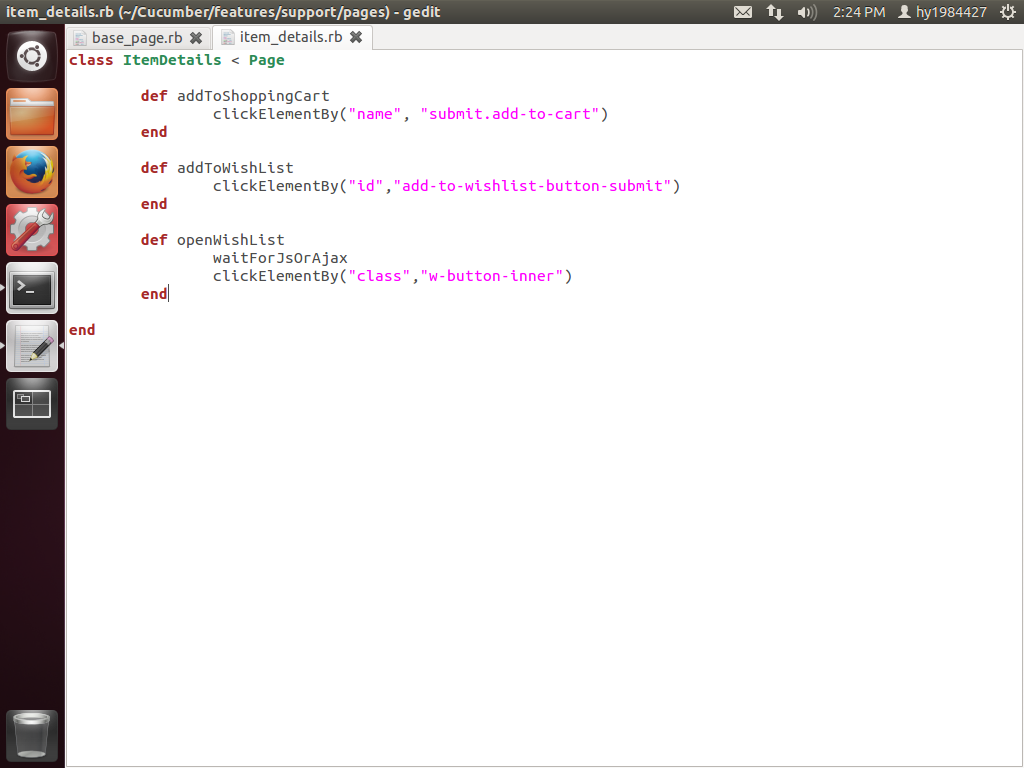 item_details.rb (~/Cucumber/features/support/pages) - gedit
2:24 PM hy1984427
base_page.rb item_details.rb
class ItemDetails < Page
def addToShoppingCart
clickElementBy("name", "submit.add-to-cart")
end
def addToWishList
clickElementBy("id","add-to-wishlist-button-submit")
end
def openWishList
waitForJsOrAjax
clickElementBy("class","w-button-inner")
end
end
>_